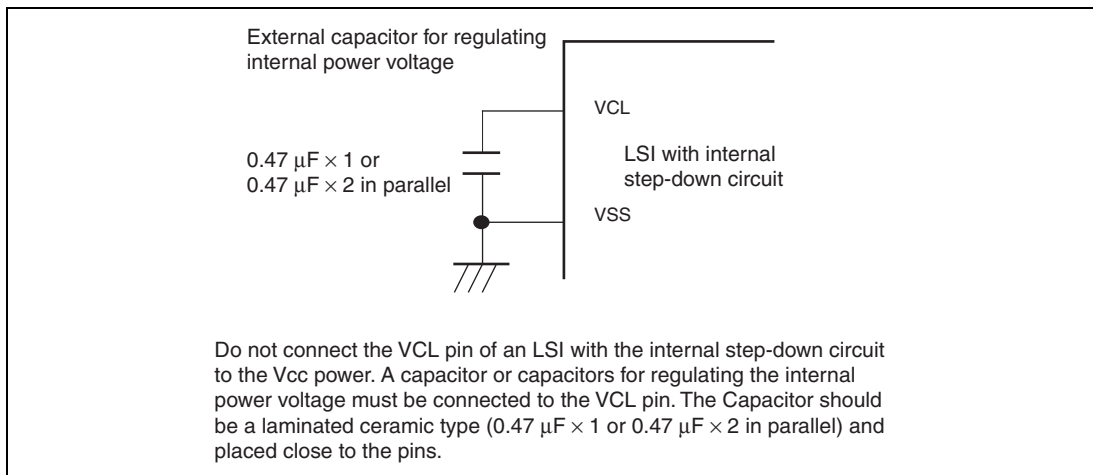 External capacitor for regulating
internal power voltage
VCL
0.47 μF × 1 or
0.47 μF × 2 in parallel
LSI with internal
step-down circuit
VSS
Do not connect the VCL pin of an LSI with the internal step-down circuit
to the Vcc power. A capacitor or capacitors for regulating the internal
power voltage must be connected to the VCL pin. The Capacitor should
be a laminated ceramic type (0.47 μF × 1 or 0.47 μF × 2 in parallel) and
placed close to the pins.